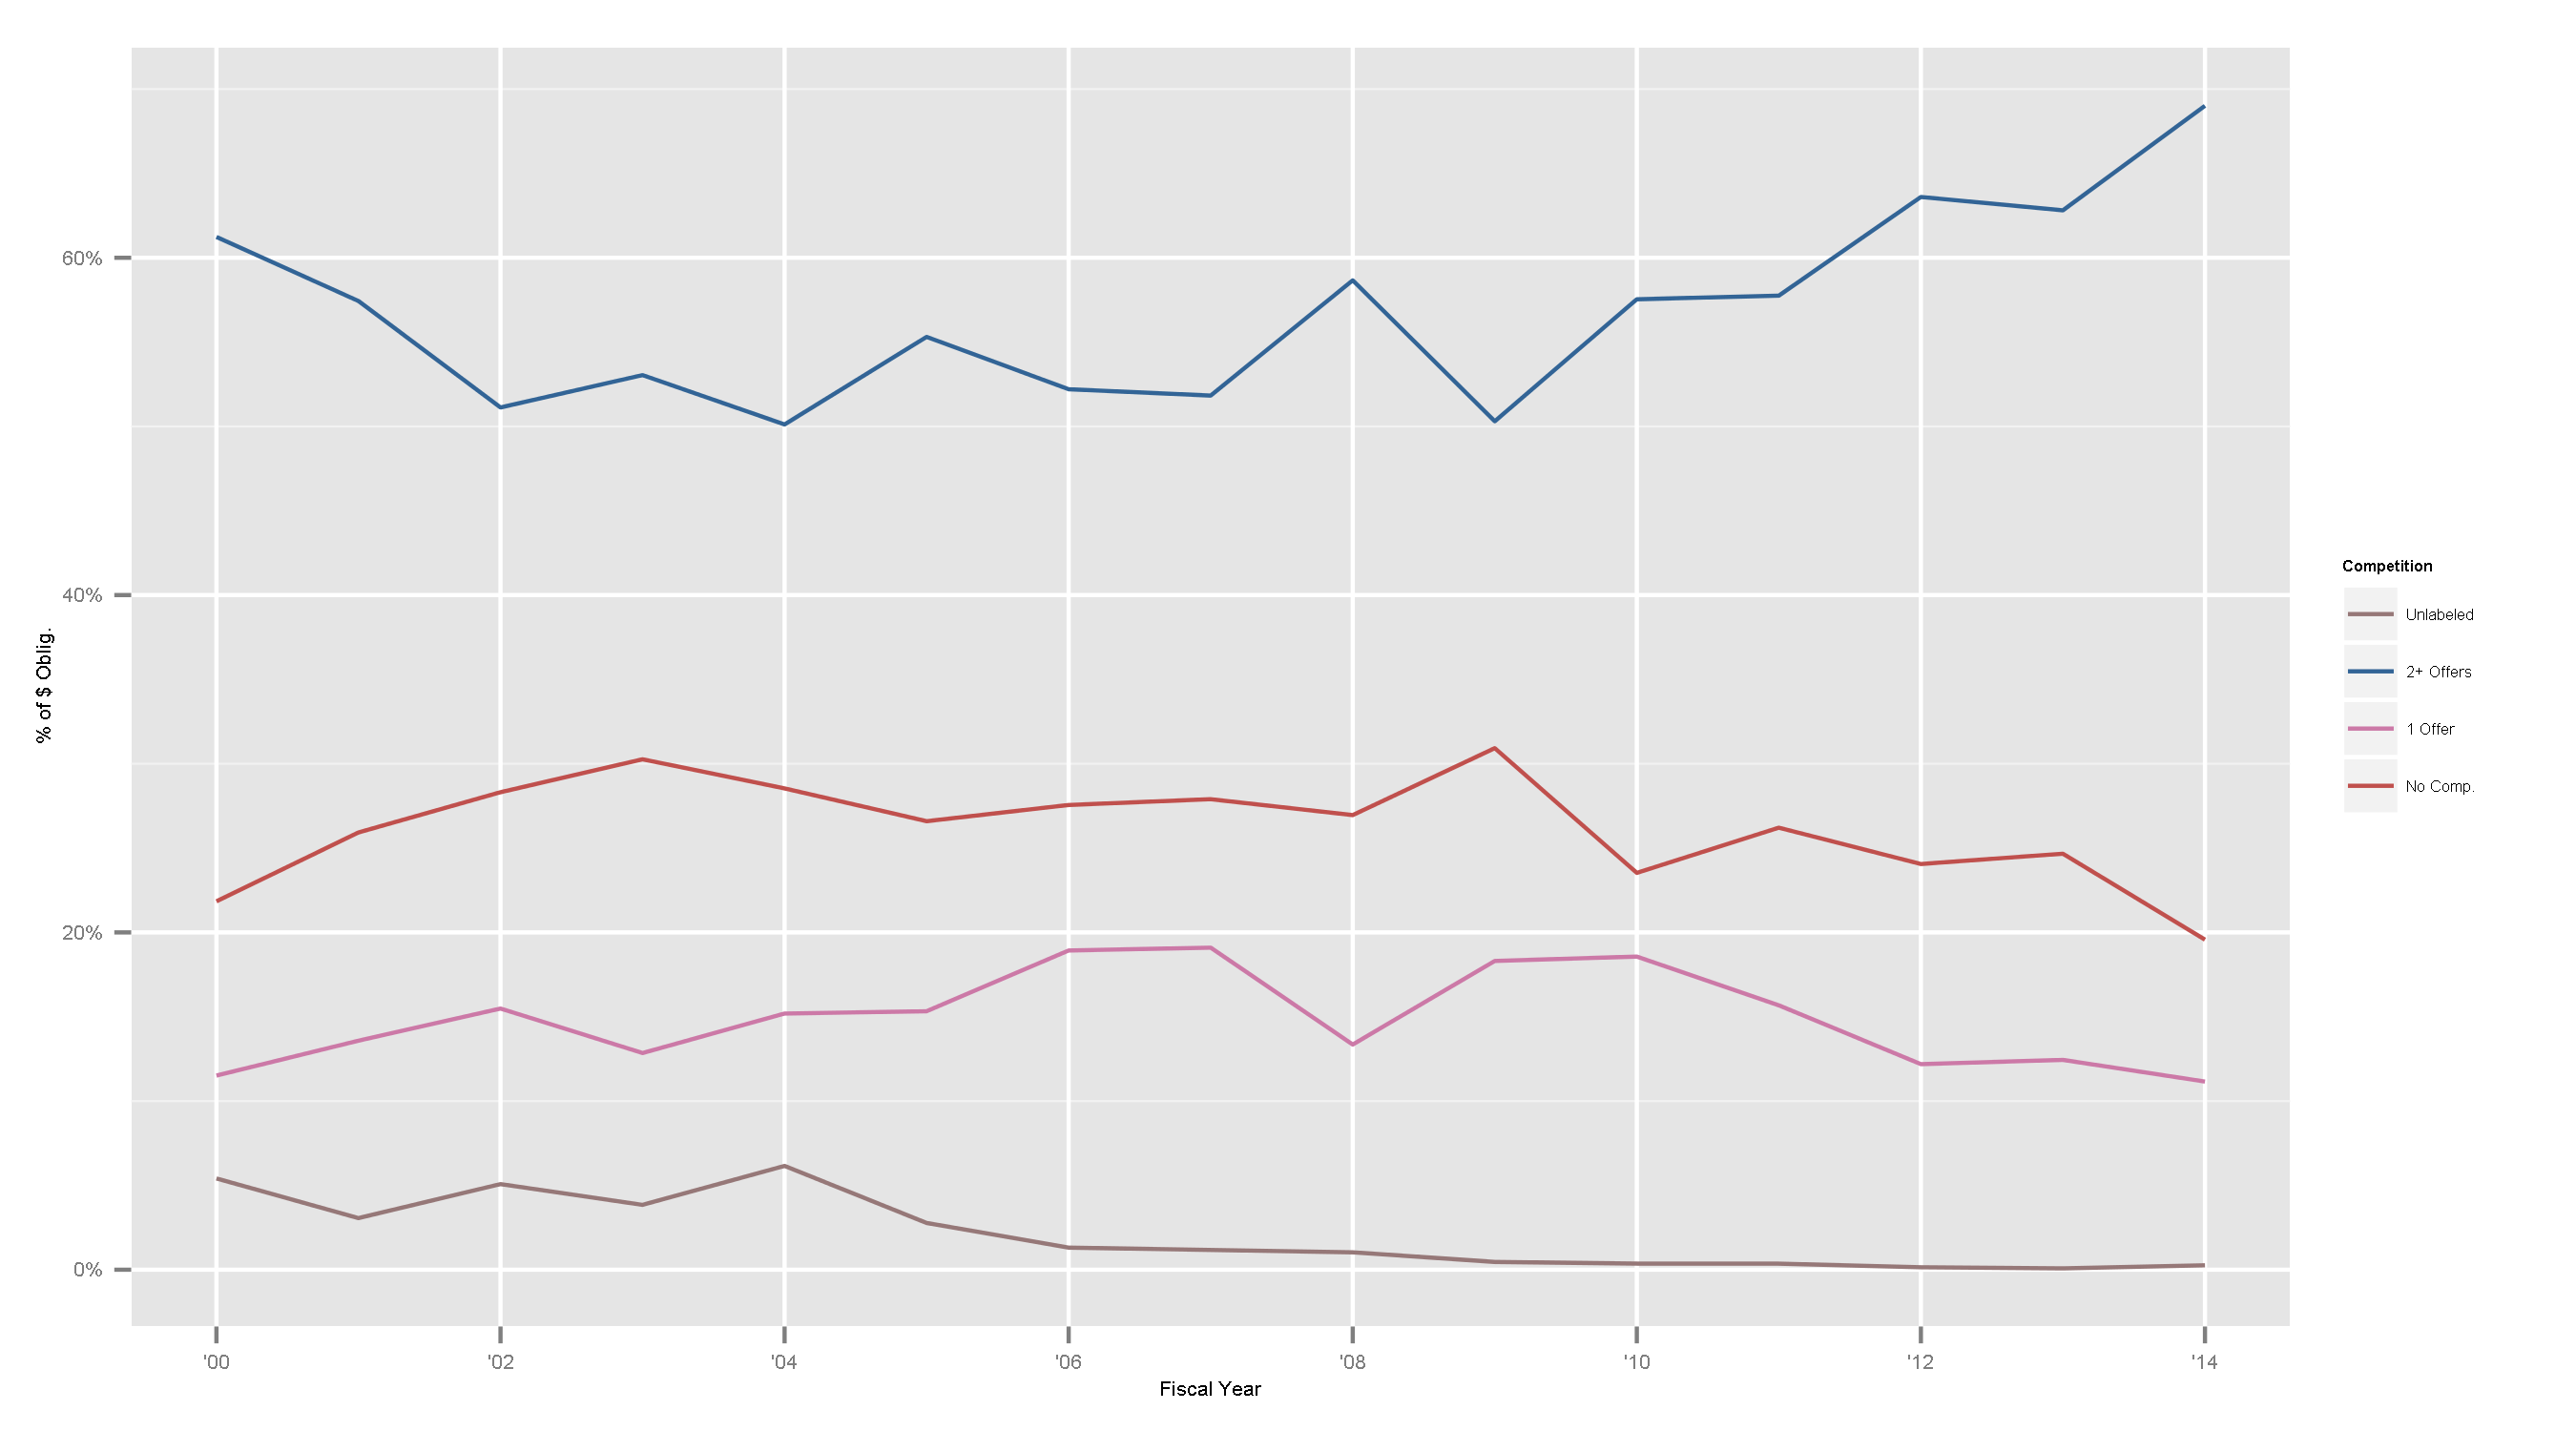 60%
40%
20%
0%
% of $ Oblig.
'00 '02 '04 '06 '08 '10 '12 '14
Fiscal Year
Competition
Unlabeled
2+ Offers
1 Offer
No Comp.